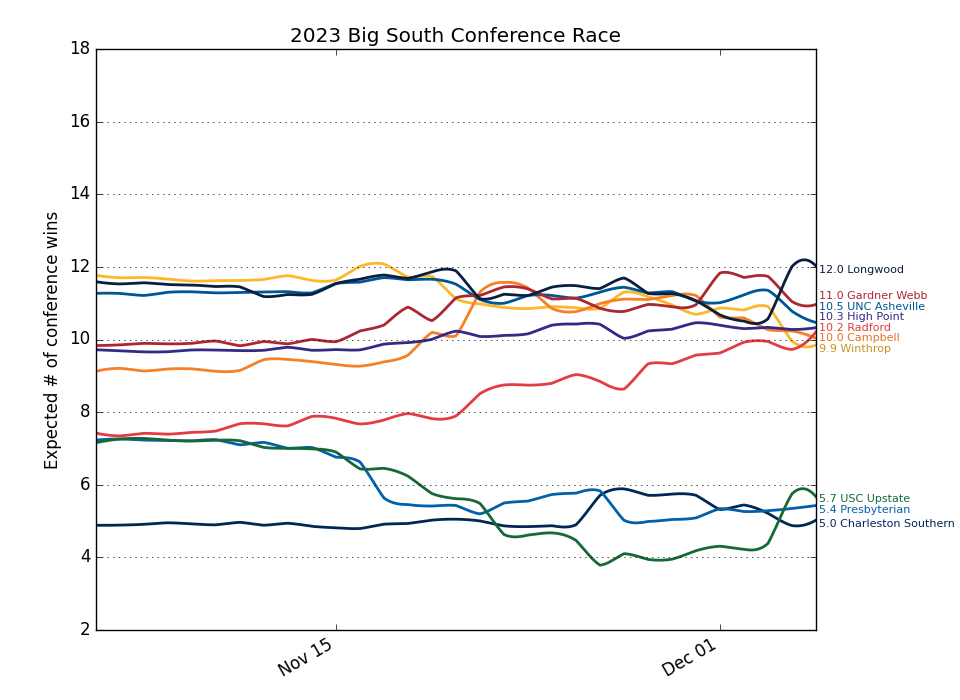 2023 Big South Conference Race
Expected # of conference wins
18
16
14
12
10
8
6
4
2
Nov 15
Dec 01
12.0 Longwood
11.0 Gardner Webb
10.5 UNC Asheville
10.3 High Point
10.2 Radford
10.0 Campbell
9.9 Winthrop
5.7 USC Upstate
5.4 Presbyterian
5.0 Charleston Southern